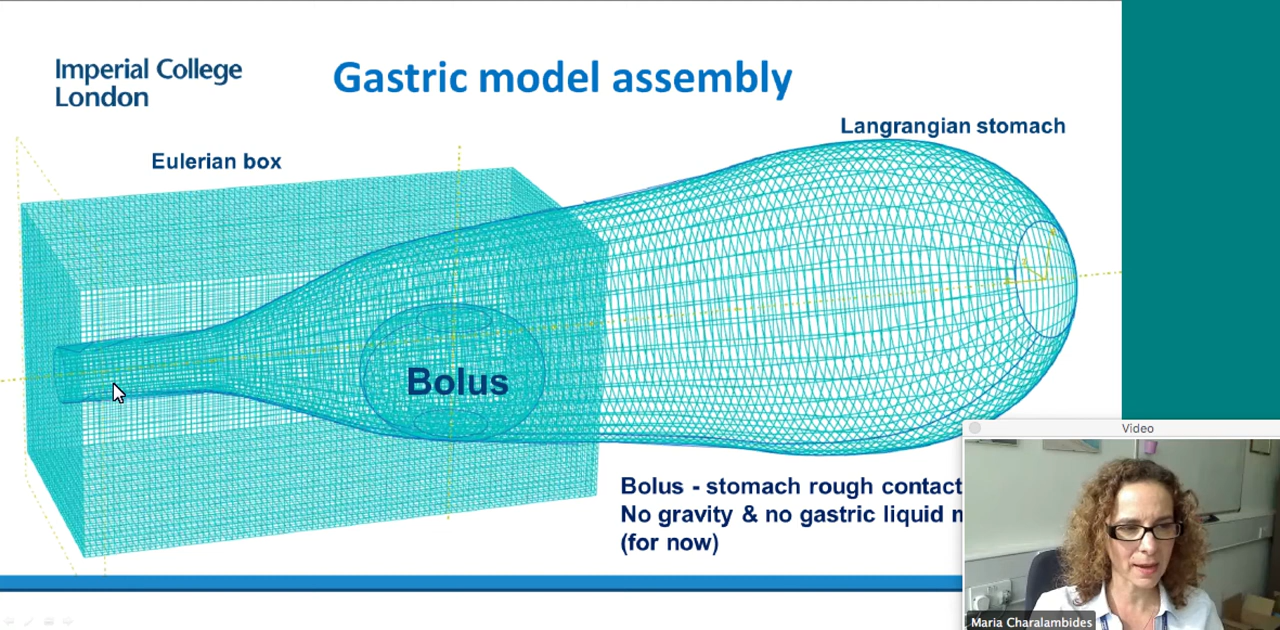 Imperial College
London
Gastric model assembly
Langrangian stomach
Eulerian box
Bolus
Bolus - stomach rough contact
No gravity & no gastric liquid
(for now)
Video
Maria Charalambides